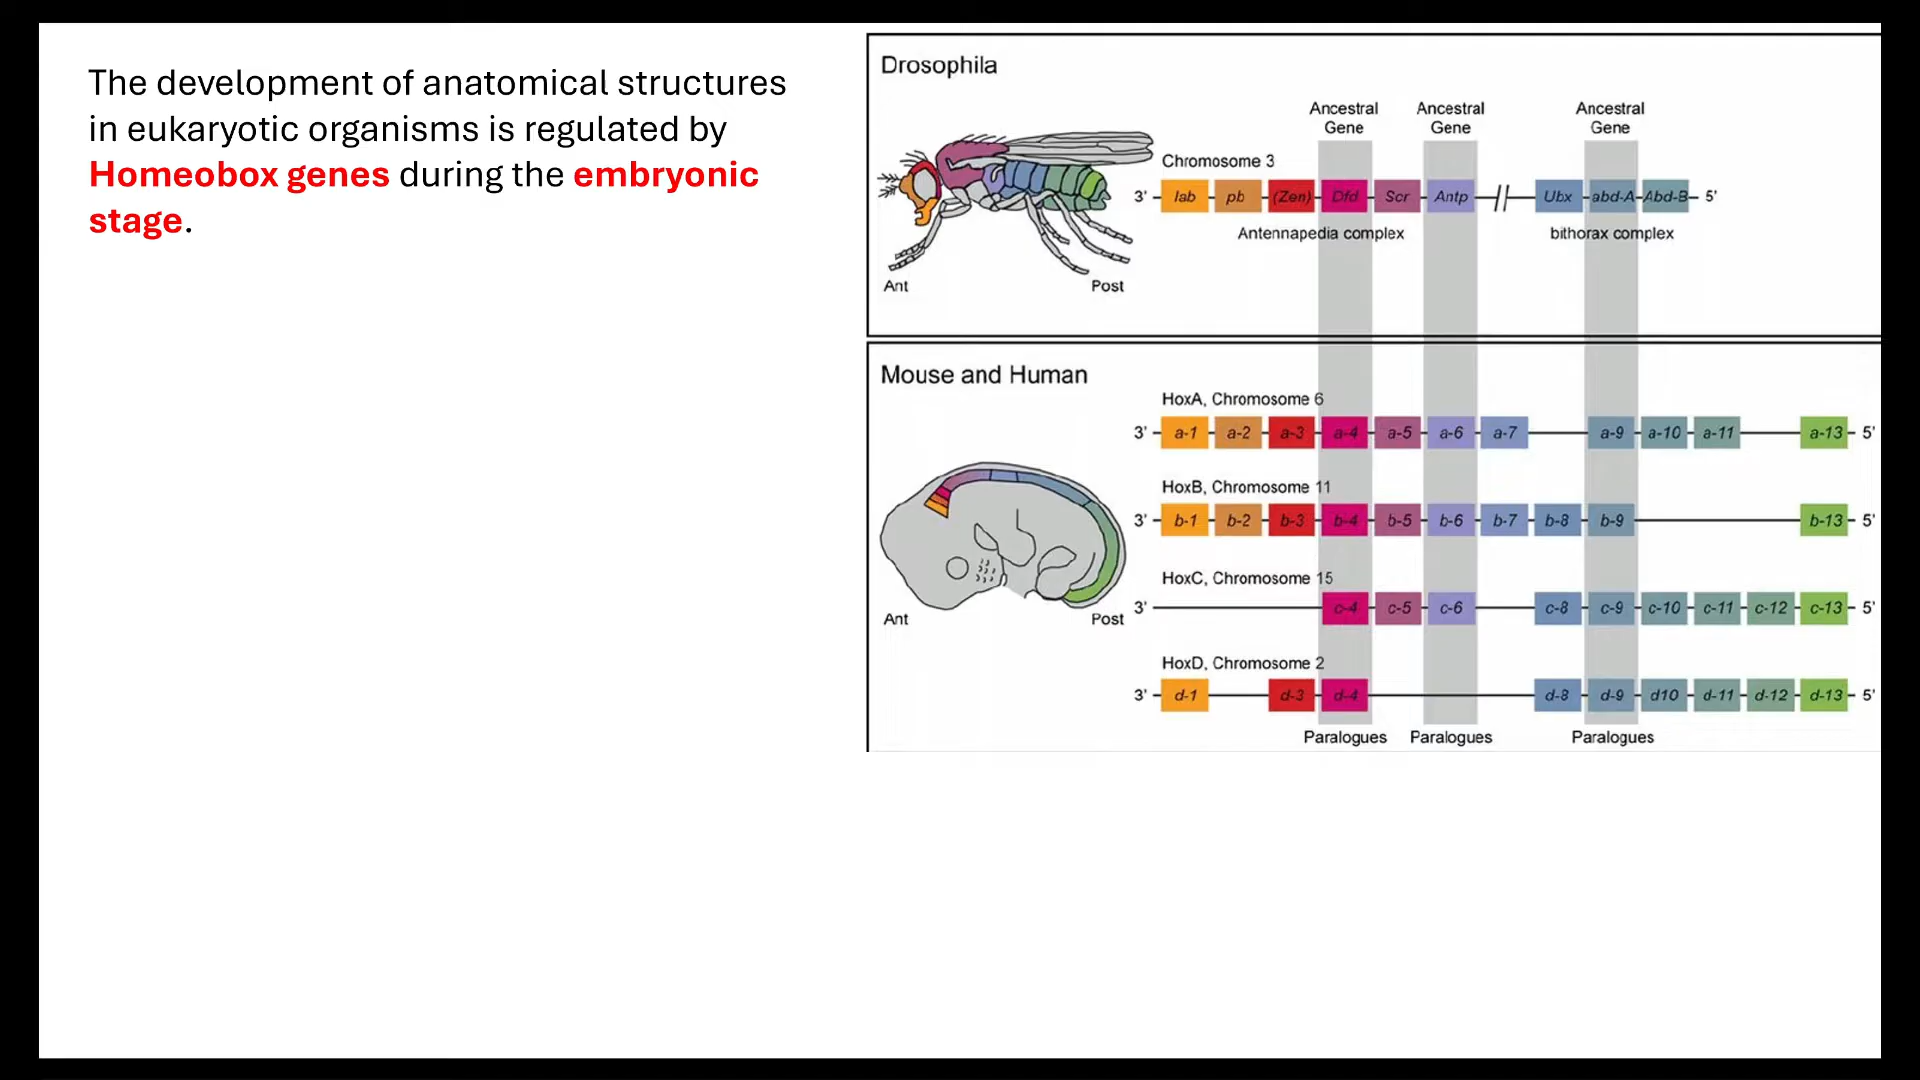 The development of anatomical structures
in eukaryotic organisms is regulated by
Homeobox genes during the embryonic
stage.
Drosophila
Ancestral Gene
Ancestral Gene
Ancestral Gene
Chromosome 3
3' lab pb (Zen) Dfd Scr Antp Ubx abd-A Abd-B 5'
Antennapedia complex bithorax complex
Ant Post
Mouse and Human
HoxA, Chromosome 6
3' a-1 a-2 a-3 a-4 a-5 a-6 a-7 a-9 a-10 a-11 a-13 5'
HoxB, Chromosome 11
3' b-1 b-2 b-3 b-4 b-5 b-6 b-7 b-8 b-9 b-13 5'
HoxC, Chromosome 15
3' c-4 c-5 c-6 c-8 c-9 c-10 c-11 c-12 c-13 5'
Ant Post
HoxD, Chromosome 2
3' d-1 d-3 d-4 d-8 d-9 d10 d-11 d-12 d-13 5'
Paralogues Paralogues Paralogues